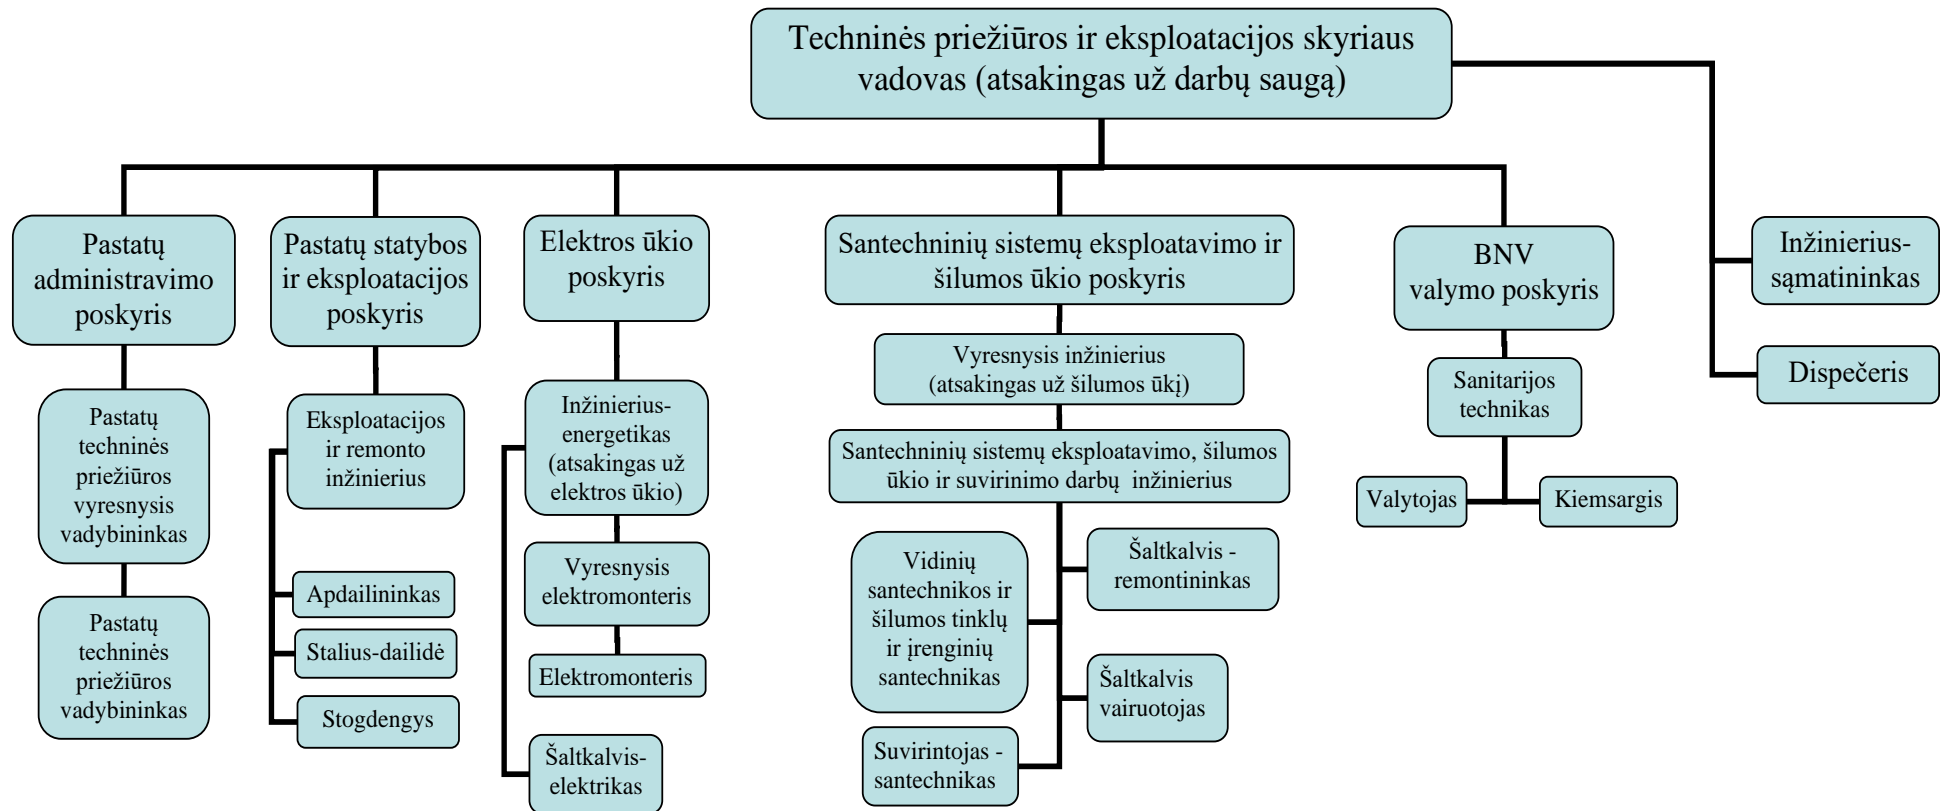 Techninės priežiūros ir eksploatacijos skyriaus
vadovas (atsakingas už darbų saugą)
Pastatų
administravimo
poskyris
Pastatų
techninės
priežiūros
vyresnysis
vadybininkas
Pastatų
techninės
priežiūros
vadybininkas
Pastatų statybos
ir eksploatacijos
poskyris
Eksploatacijos
ir remonto
inžinierius
Apdailininkas
Stalius-dailidė
Stogdengys
Elektros ūkio
poskyris
Inžinierius-
energetikas
(atsakingas už
elektros ūkio)
Vyresnysis
elektromonteris
Elektromonteris
Šaltkalvis-
elektrikas
Santechninių sistemų eksploatavimo ir
šilumos ūkio poskyris
Vyresnysis inžinierius
(atsakingas už šilumos ūkį)
Santechninių sistemų eksploatavimo, šilumos
ūkio ir suvirinimo darbų inžinierius
Vidinių
santechnikos ir
šilumos tinklų
ir įrenginių
santechnikas
Šaltkalvis -
remontininkas
Šaltkalvis
vairuotojas
Suvirintojas -
santechnikas
BNV
valymo poskyris
Sanitarijos
technikas
Valytojas
Kiemsargis
Inžinierius-
sąmatininkas
Dispečeris